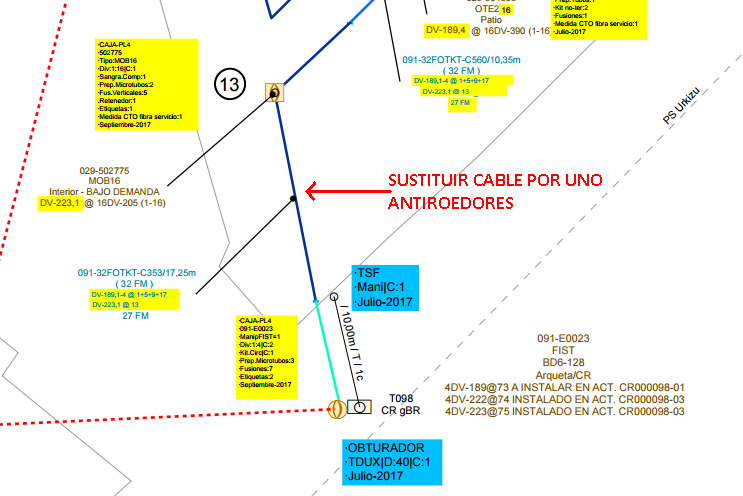 OTE2 16
Patio
DV-189,4 @ 16DV-390 (1-16
·Kit no-ter:2
·Fusiones:1
·Medida CTO fibra servicio:1
·Julio-2017
·CAJA-PL4
·502775
·Tipo:MOB16
·Div:1:16|C:1
·Sangra.Comp:1
·Prep.Microtubos:2
·Fus.Verticales:5
.Retenedor:1
·Etiquetas:1
·Medida CTO fibra servicio:1
·Septiembre-2017
13
091-32FOTKT-C560/10,35m
( 32 FM )
DV-189,1-4 @ 1+5+9+17
DV-223.1 @ 13
27 FM
PS Urkizu
029-502775
MOB16
Interior - BAJO DEMANDA
DV-223,1 @ 16DV-205 (1-16)
SUSTITUIR CABLE POR UNO
ANTIROEDORES
091-32FOTKT-C353/17,25m
( 32 FM )
DV-189,1-4 @ 1+5+9+17
DV-223,1 @ 13
27 FM
·TSF
·Mani|C:1
·Julio-2017
·CAJA-PL4
·091-E0023
·ManipFIST=1
·Div:1:4|C:2
·Kit.Circ|C:1
·Prep.Microtubos:3
·Fusiones:7
·Etiquetas:2
·Septiembre-2017
/ 10,00m / T / 1c
091-E0023
FIST
BD6-128
Arqueta/CR
4DV-189@73 A INSTALAR EN ACT. CR000098-01
4DV-222@74 INSTALADO EN ACT. CR000098-03
4DV-223@75 INSTALADO EN ACT. CR000098-03
T098
CR gBR
·OBTURADOR
·TDUX|D:40|C:1
·Julio-2017